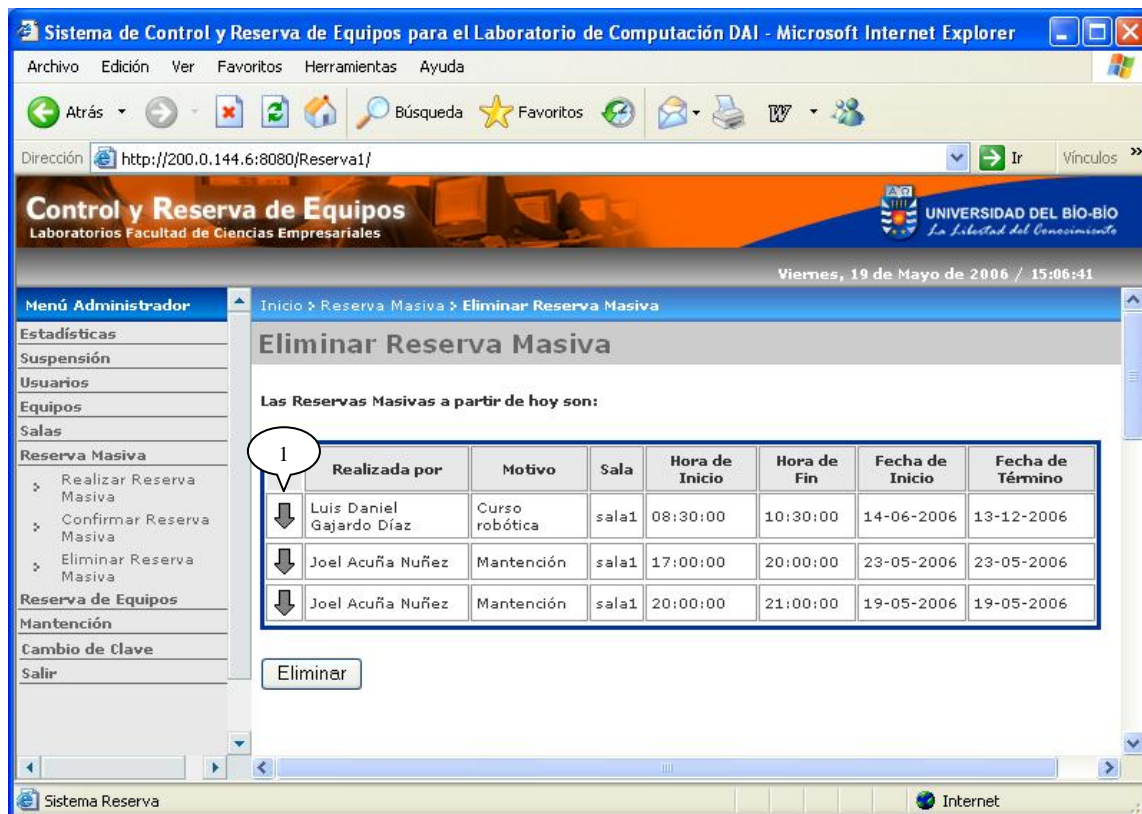 Sistema de Control y Reserva de Equipos para el Laboratorio de Computación DAI - Microsoft Internet Explorer
Archivo Edición Ver Favoritos Herramientas Ayuda
Atrás Búsqueda Favoritos
Dirección http://200.0.144.6:8080/Reserva1/ Ir Vínculos »
Control y Reserva de Equipos
Laboratorios Facultad de Ciencias Empresariales
UNIVERSIDAD DEL BÍO-BÍO
La Libertad del Conocimiento
Viernes, 19 de Mayo de 2006 / 15:06:41
Menú Administrador
Estadísticas
Suspensión
Usuarios
Equipos
Salas
Reserva Masiva
Realizar Reserva
Masiva
Confirmar Reserva
Masiva
Eliminar Reserva
Masiva
Reserva de Equipos
Mantención
Cambio de Clave
Salir
Inicio > Reserva Masiva > Eliminar Reserva Masiva
Eliminar Reserva Masiva
Las Reservas Masivas a partir de hoy son:
1
Realizada por Motivo Sala Hora de Inicio Hora de Fin Fecha de Inicio Fecha de Término
Luis Daniel Gajardo Díaz Curso robótica sala1 08:30:00 10:30:00 14-06-2006 13-12-2006
Joel Acuña Nuñez Mantención sala1 17:00:00 20:00:00 23-05-2006 23-05-2006
Joel Acuña Nuñez Mantención sala1 20:00:00 21:00:00 19-05-2006 19-05-2006
Eliminar
Sistema Reserva Internet